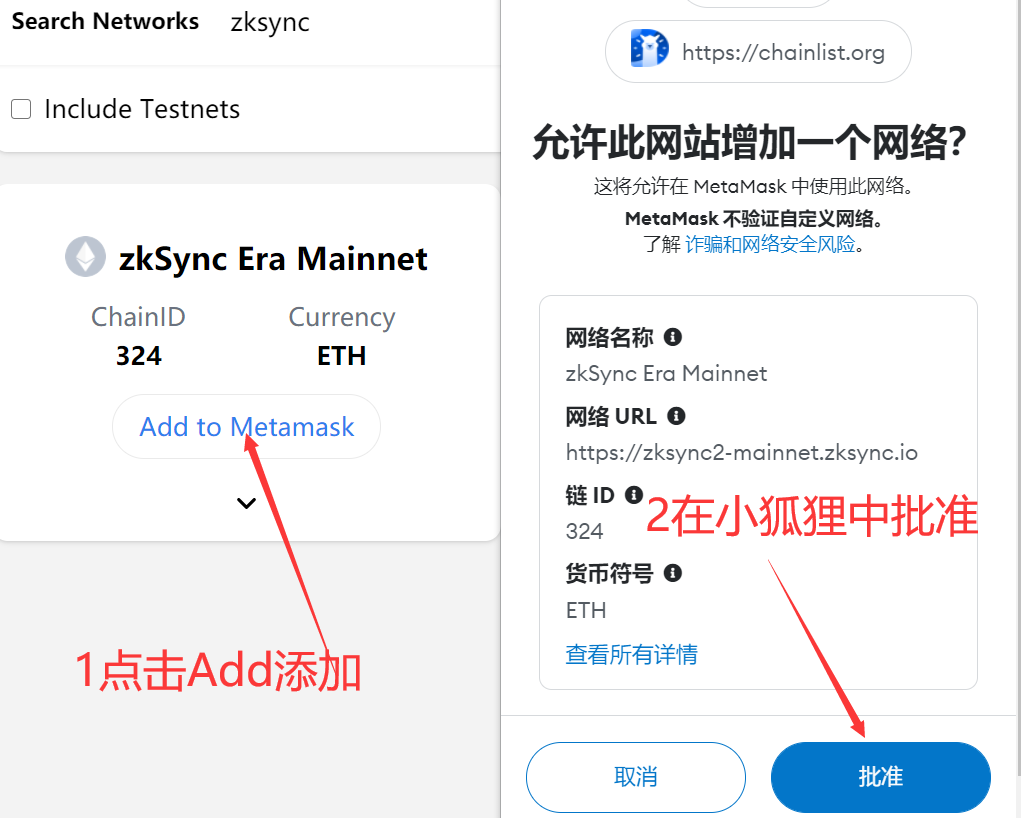 Search Networks zksync
Include Testnets
zkSync Era Mainnet
ChainID Currency
324 ETH
Add to Metamask
1点击Add添加
https://chainlist.org
允许此网站增加一个网络?
这将允许在 MetaMask 中使用此网络。
MetaMask 不验证自定义网络。
了解 诈骗和网络安全风险。
网络名称
zkSync Era Mainnet
网络 URL
https://zksync2-mainnet.zksync.io
链 ID
324
2在小狐狸中批准
货币符号
ETH
查看所有详情
取消 批准